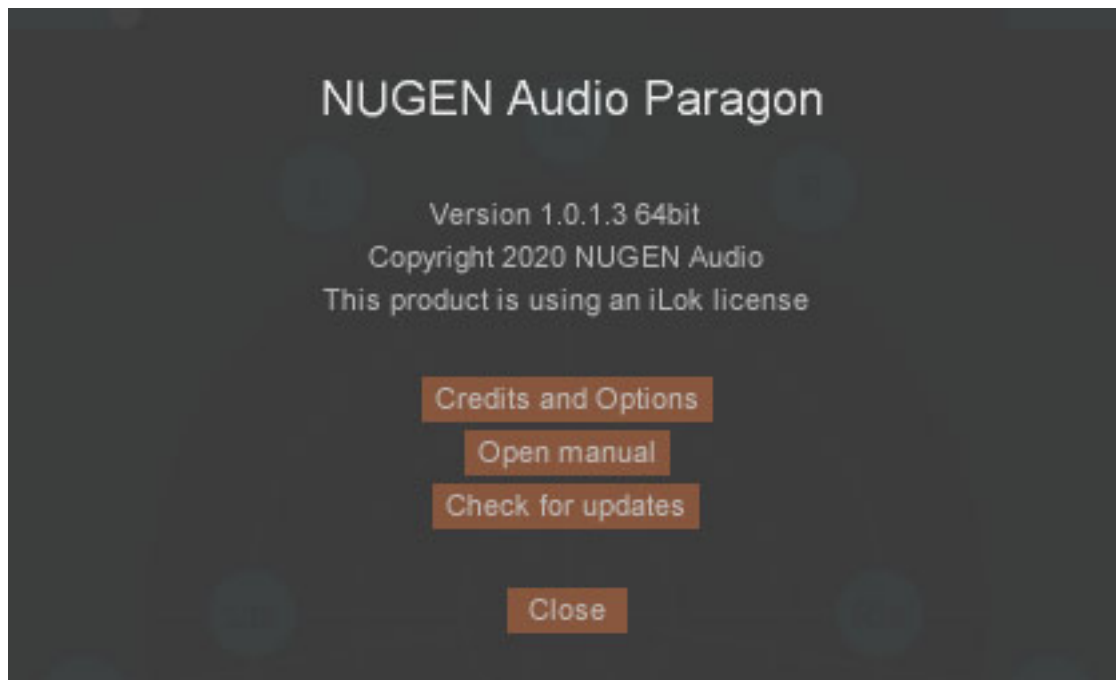 NUGEN Audio Paragon
Version 1.0.1.3 64bit
Copyright 2020 NUGEN Audio
This product is using an iLok license
Credits and Options
Open manual
Check for updates
Close